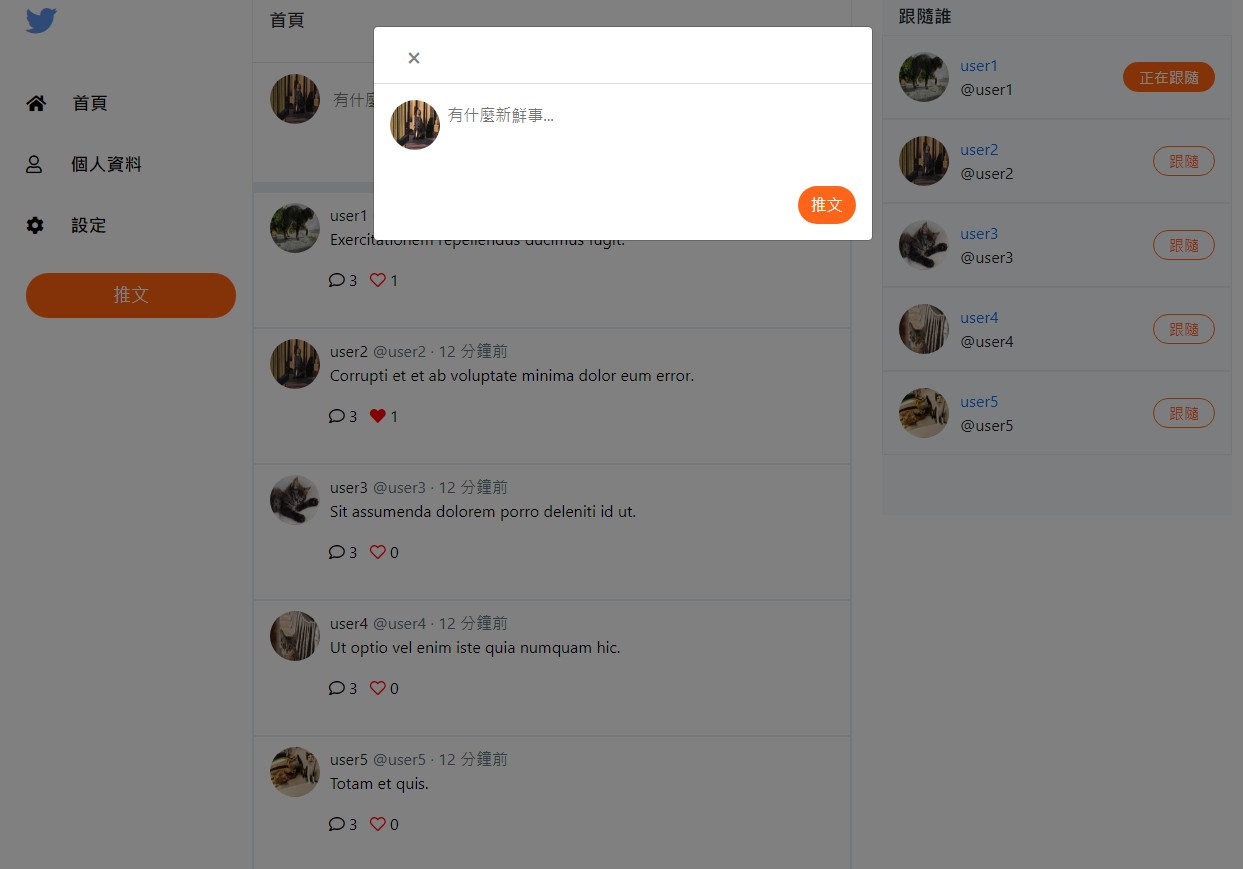 首頁
個人資料
設定
推文
首頁
有什麼
×
有什麼新鮮事...
推文
user1
Exercitationem repellendus ducimus fugit.
3 1
user2 @user2 · 12 分鐘前
Corrupti et et ab voluptate minima dolor eum error.
3 1
user3 @user3 · 12 分鐘前
Sit assumenda dolorem porro deleniti id ut.
3 0
user4 @user4 · 12 分鐘前
Ut optio vel enim iste quia numquam hic.
3 0
user5 @user5 · 12 分鐘前
Totam et quis.
3 0
跟隨誰
user1
@user1
正在跟隨
user2
@user2
跟隨
user3
@user3
跟隨
user4
@user4
跟隨
user5
@user5
跟隨